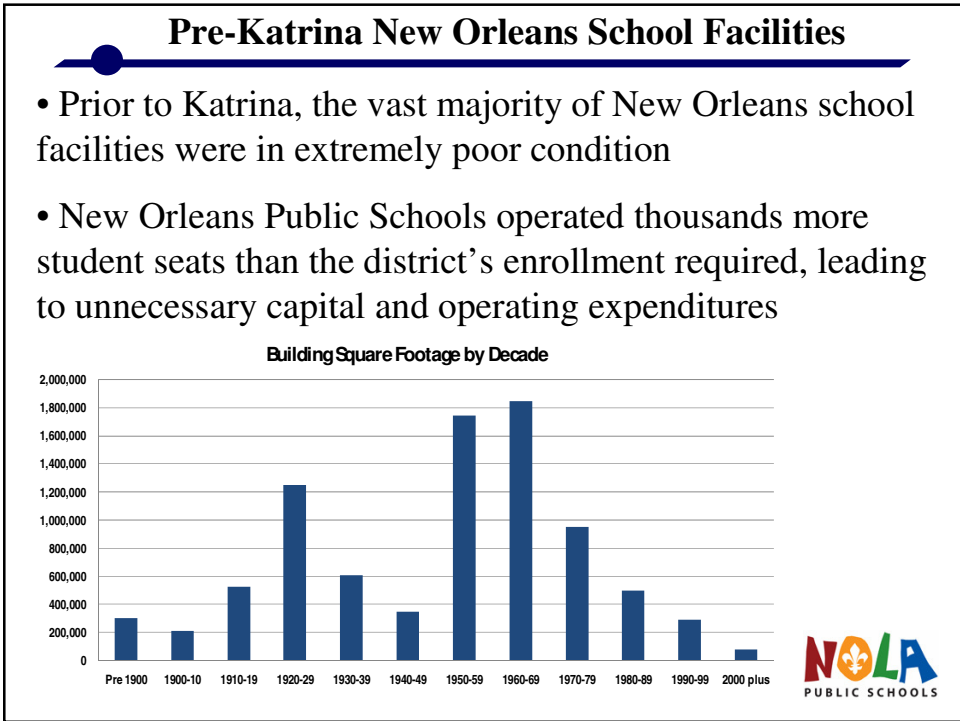 Pre-Katrina New Orleans School Facilities
• Prior to Katrina, the vast majority of New Orleans school
facilities were in extremely poor condition
• New Orleans Public Schools operated thousands more
student seats than the district’s enrollment required, leading
to unnecessary capital and operating expenditures
Building Square Footage by Decade
2,000,000
1,800,000
1,600,000
1,400,000
1,200,000
1,000,000
800,000
600,000
400,000
200,000
0
Pre 1900 1900-10 1910-19 1920-29 1930-39 1940-49 1950-59 1960-69 1970-79 1980-89 1990-99 2000 plus
NOLA
PUBLIC SCHOOLS